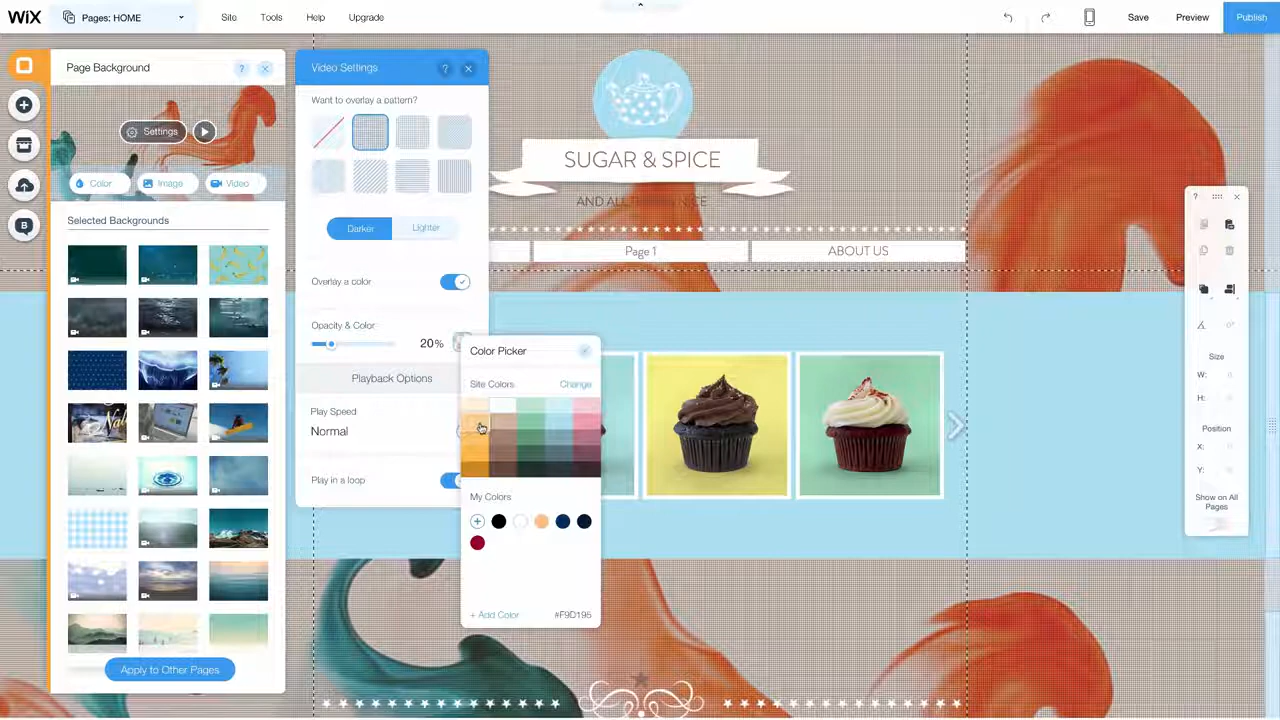 WiX
Pages: HOME
Site
Tools
Help
Upgrade
Save
Preview
Publish
Page Background
?
Settings
Color
Image
Video
Selected Backgrounds
Apply to Other Pages
B
Video Settings
?
Want to overlay a pattern?
Darker
Lighter
Overlay a color
Opacity & Color
20%
Playback Options
Play Speed
Normal
Play in a loop
Color Picker
Site Colors
Change
My Colors
+ Add Color
#F9D195
SUGAR & SPICE
Page 1
ABOUT US
?
Size
W:
H:
Position
X:
Y:
Show on All
Pages